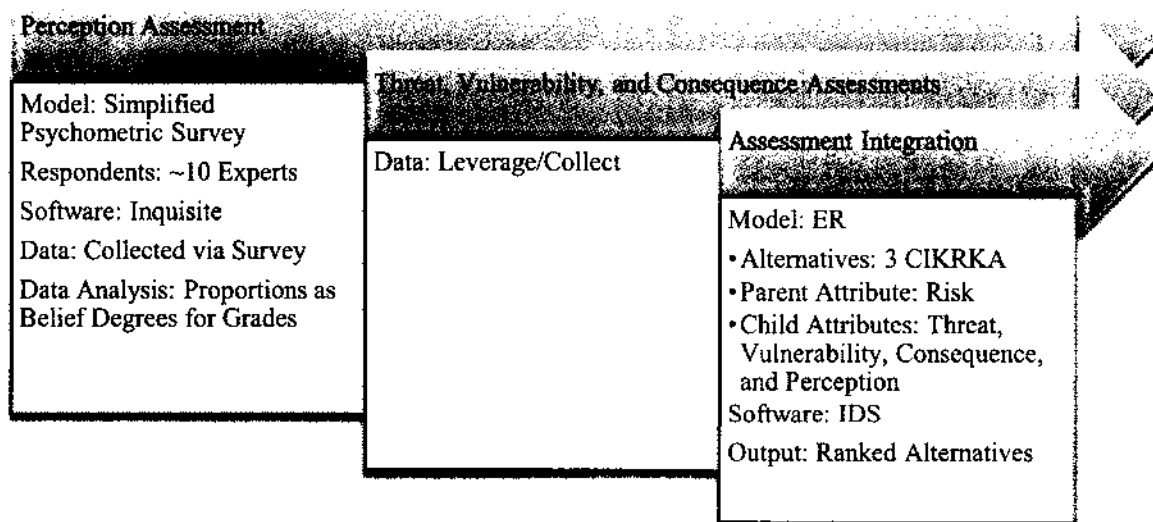 Perception Assessment
Model: Simplified
Psychometric Survey
Respondents: ~10 Experts
Software: Inquisite
Data: Collected via Survey
Data Analysis: Proportions as
Belief Degrees for Grades
Threat, Vulnerability, and Consequence Assessments
Data: Leverage/Collect
Assessment Integration
Model: ER
•Alternatives: 3 CIKRKA
•Parent Attribute: Risk
•Child Attributes: Threat,
Vulnerability, Consequence,
and Perception
Software: IDS
Output: Ranked Alternatives